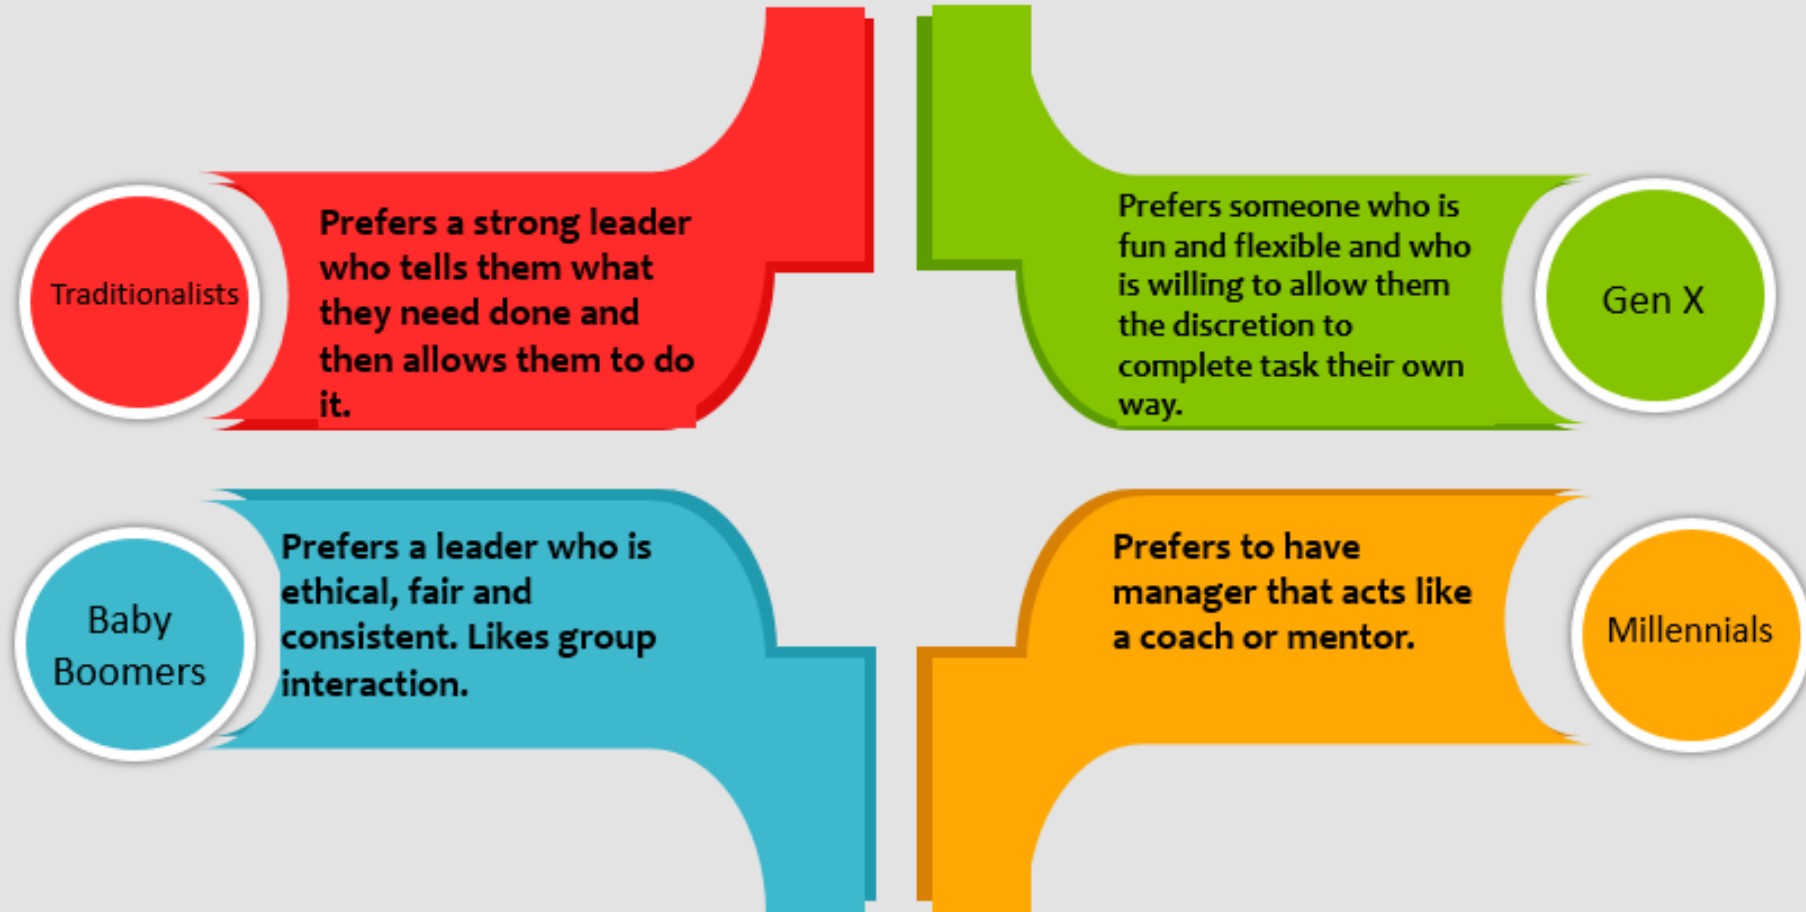 Traditionalists
Prefers a strong leader
who tells them what
they need done and
then allows them to do
it.
Prefers someone who is
fun and flexible and who
is willing to allow them
the discretion to
complete task their own
way.
Gen X
Baby
Boomers
Prefers a leader who is
ethical, fair and
consistent. Likes group
interaction.
Prefers to have
manager that acts like
a coach or mentor.
Millennials